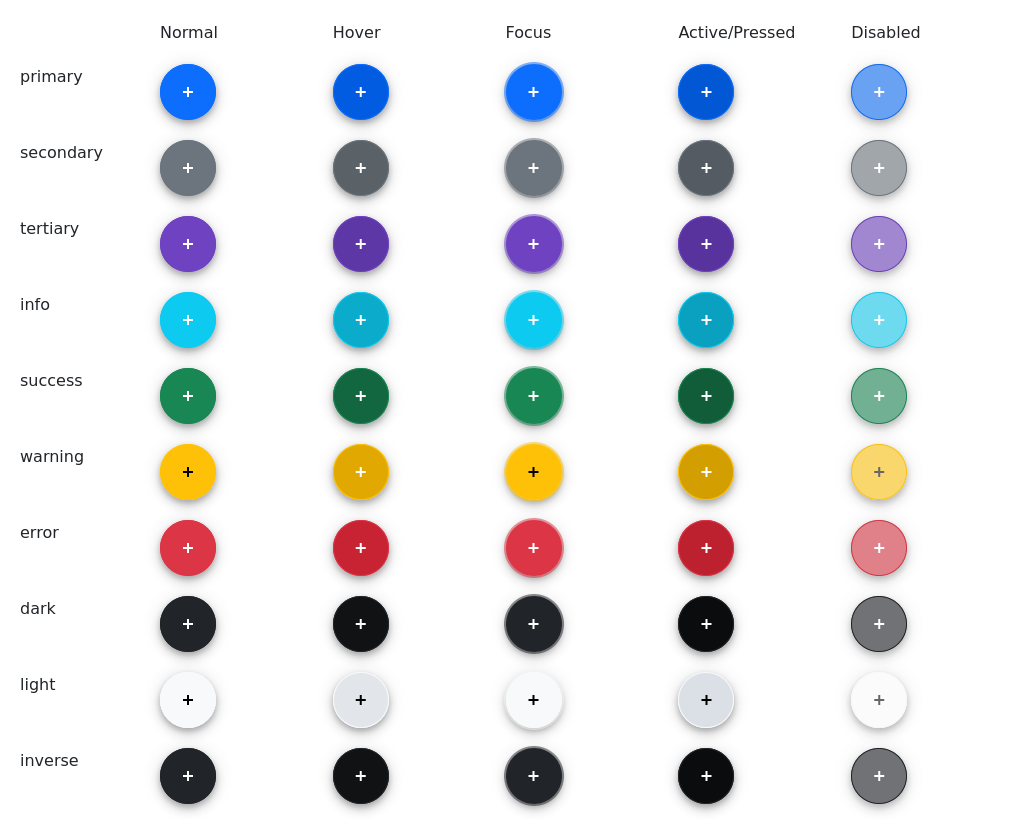 Normal Hover Focus Active/Pressed Disabled
primary + + + + +
secondary + + + + +
tertiary + + + + +
info + + + + +
success + + + + +
warning + + + + +
error + + + + +
dark + + + + +
light + + + + +
inverse + + + + +